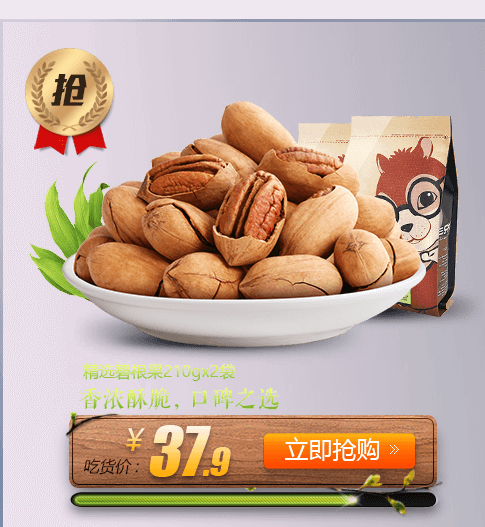 抢
精选碧根果210gx2袋
香浓酥脆，口碑之选
吃货价：¥37.9
立即抢购 »